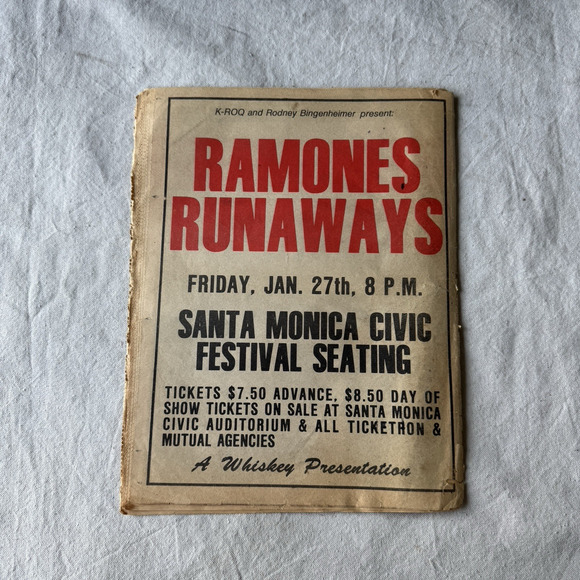 K-ROQ and Rodney Bingenheimer present:
RAMONES
RUNAWAYS
FRIDAY, JAN. 27th, 8 P.M.
SANTA MONICA CIVIC
FESTIVAL SEATING
TICKETS $7.50 ADVANCE, $8.50 DAY OF
SHOW TICKETS ON SALE AT SANTA MONICA
CIVIC AUDITORIUM & ALL TICKETRON &
MUTUAL AGENCIES
A Whiskey Presentation